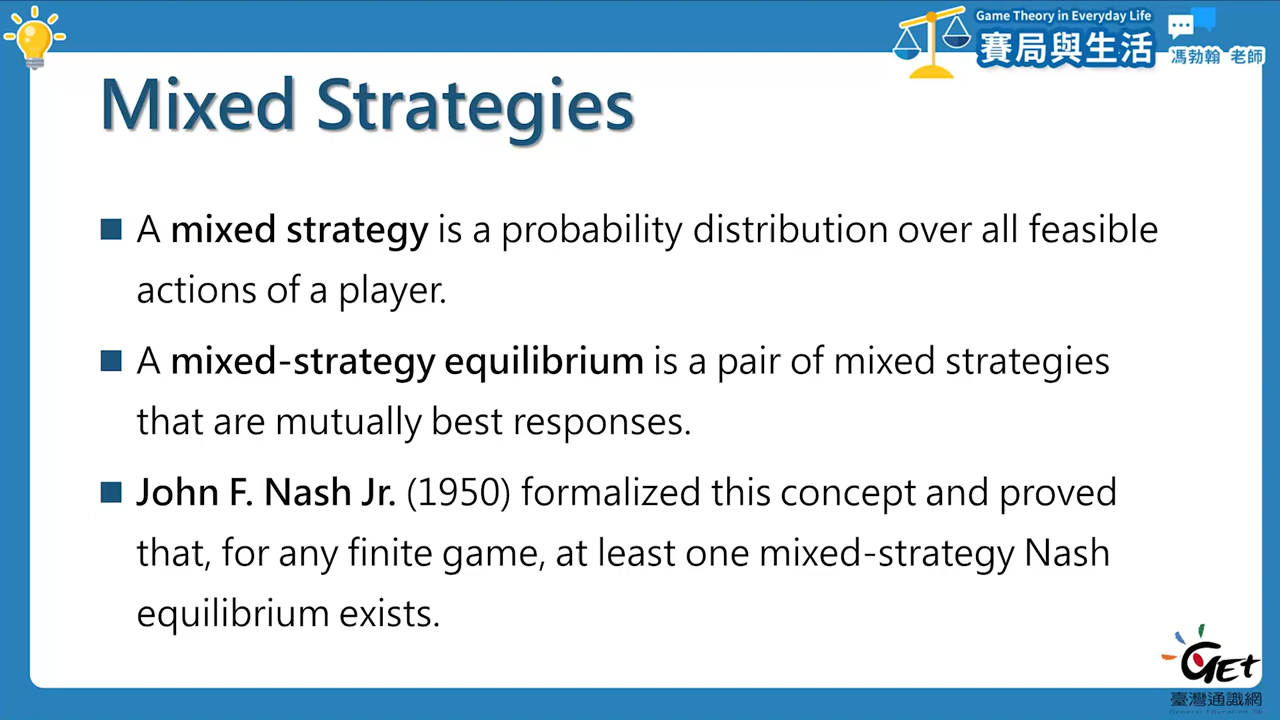 Game Theory in Everyday Life
賽局與生活
馮勃翰 老師
Mixed Strategies
A mixed strategy is a probability distribution over all feasible
actions of a player.
A mixed-strategy equilibrium is a pair of mixed strategies
that are mutually best responses.
John F. Nash Jr. (1950) formalized this concept and proved
that, for any finite game, at least one mixed-strategy Nash
equilibrium exists.
GET
臺灣通識網